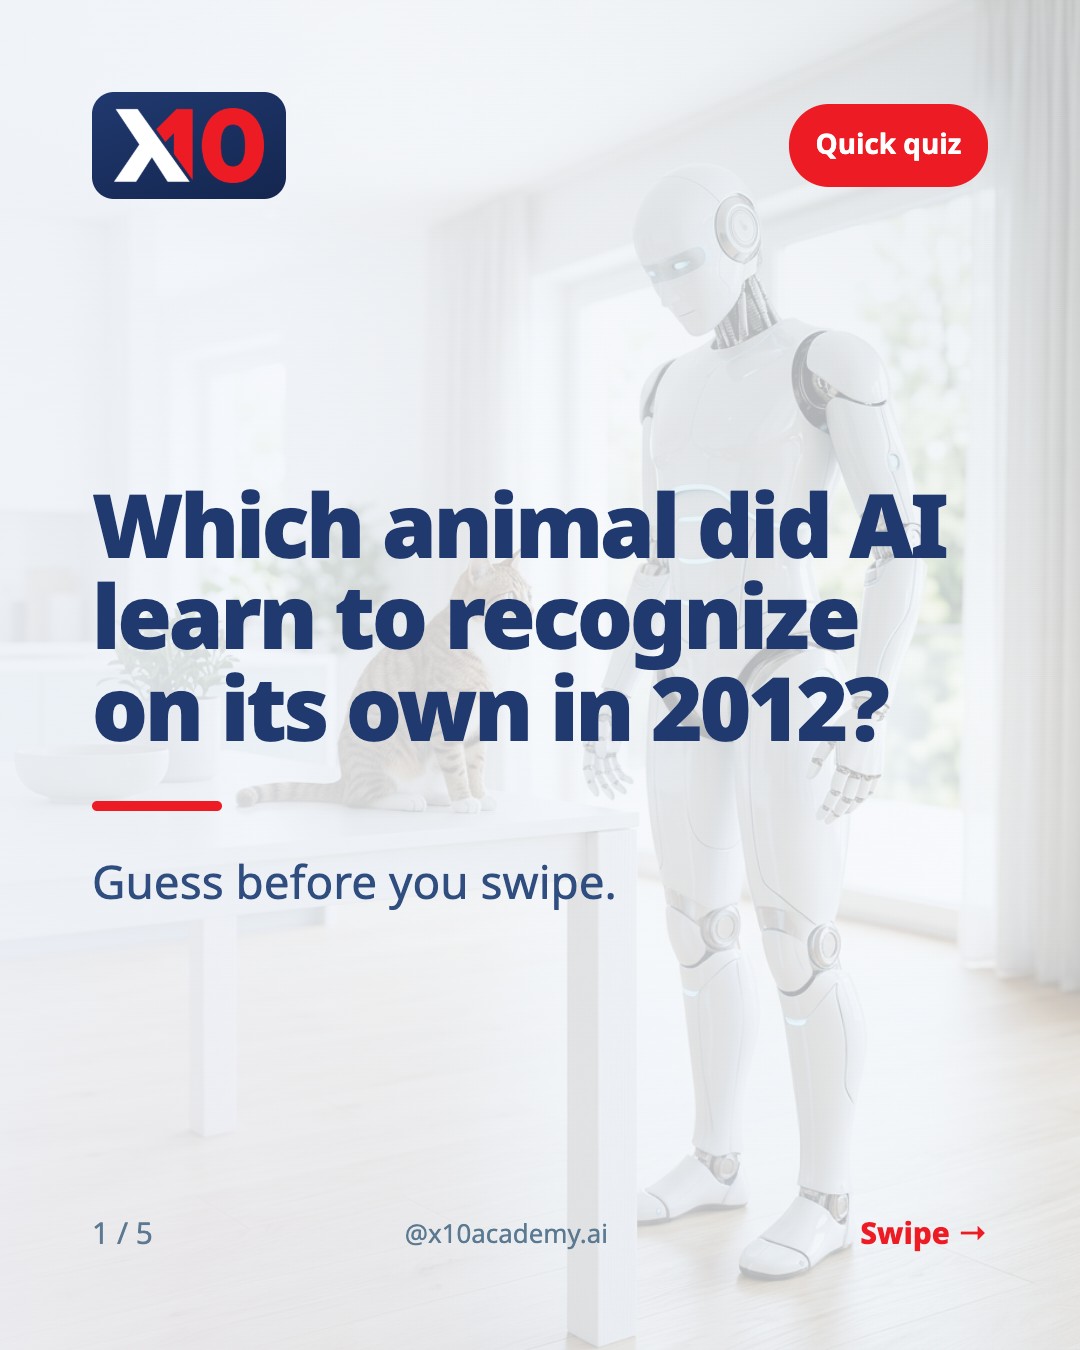 X10
Quick quiz
Which animal did AI
learn to recognize
on its own in 2012?
Guess before you swipe.
1 / 5
@x10academy.ai
Swipe →